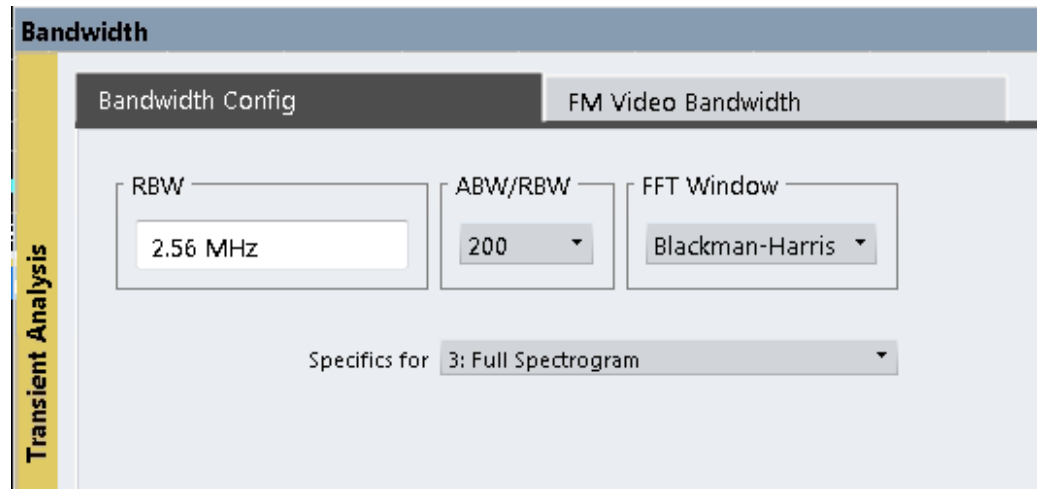 Bandwidth
Bandwidth Config
FM Video Bandwidth
RBW
ABW/RBW
FFT Window
2.56 MHz
200
Blackman-Harris
Specifics for
3: Full Spectrogram
Transient Analysis